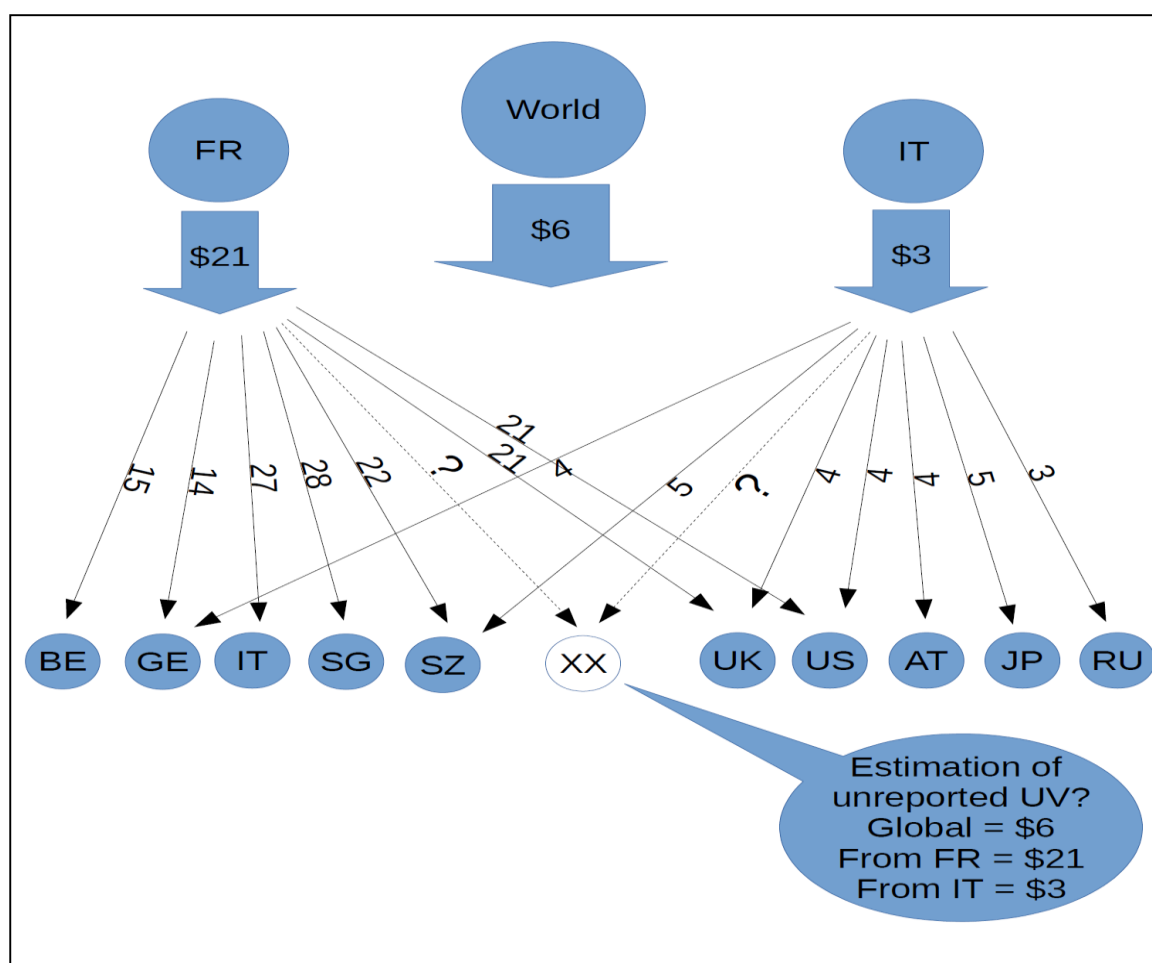 World
FR
IT
$6
$21
$3
21
21
4
15
14
27
28
22
?
5
?
4
4
4
5
3
BE
GE
IT
SG
SZ
XX
UK
US
AT
JP
RU
Estimation of
unreported UV?
Global = $6
From FR = $21
From IT = $3